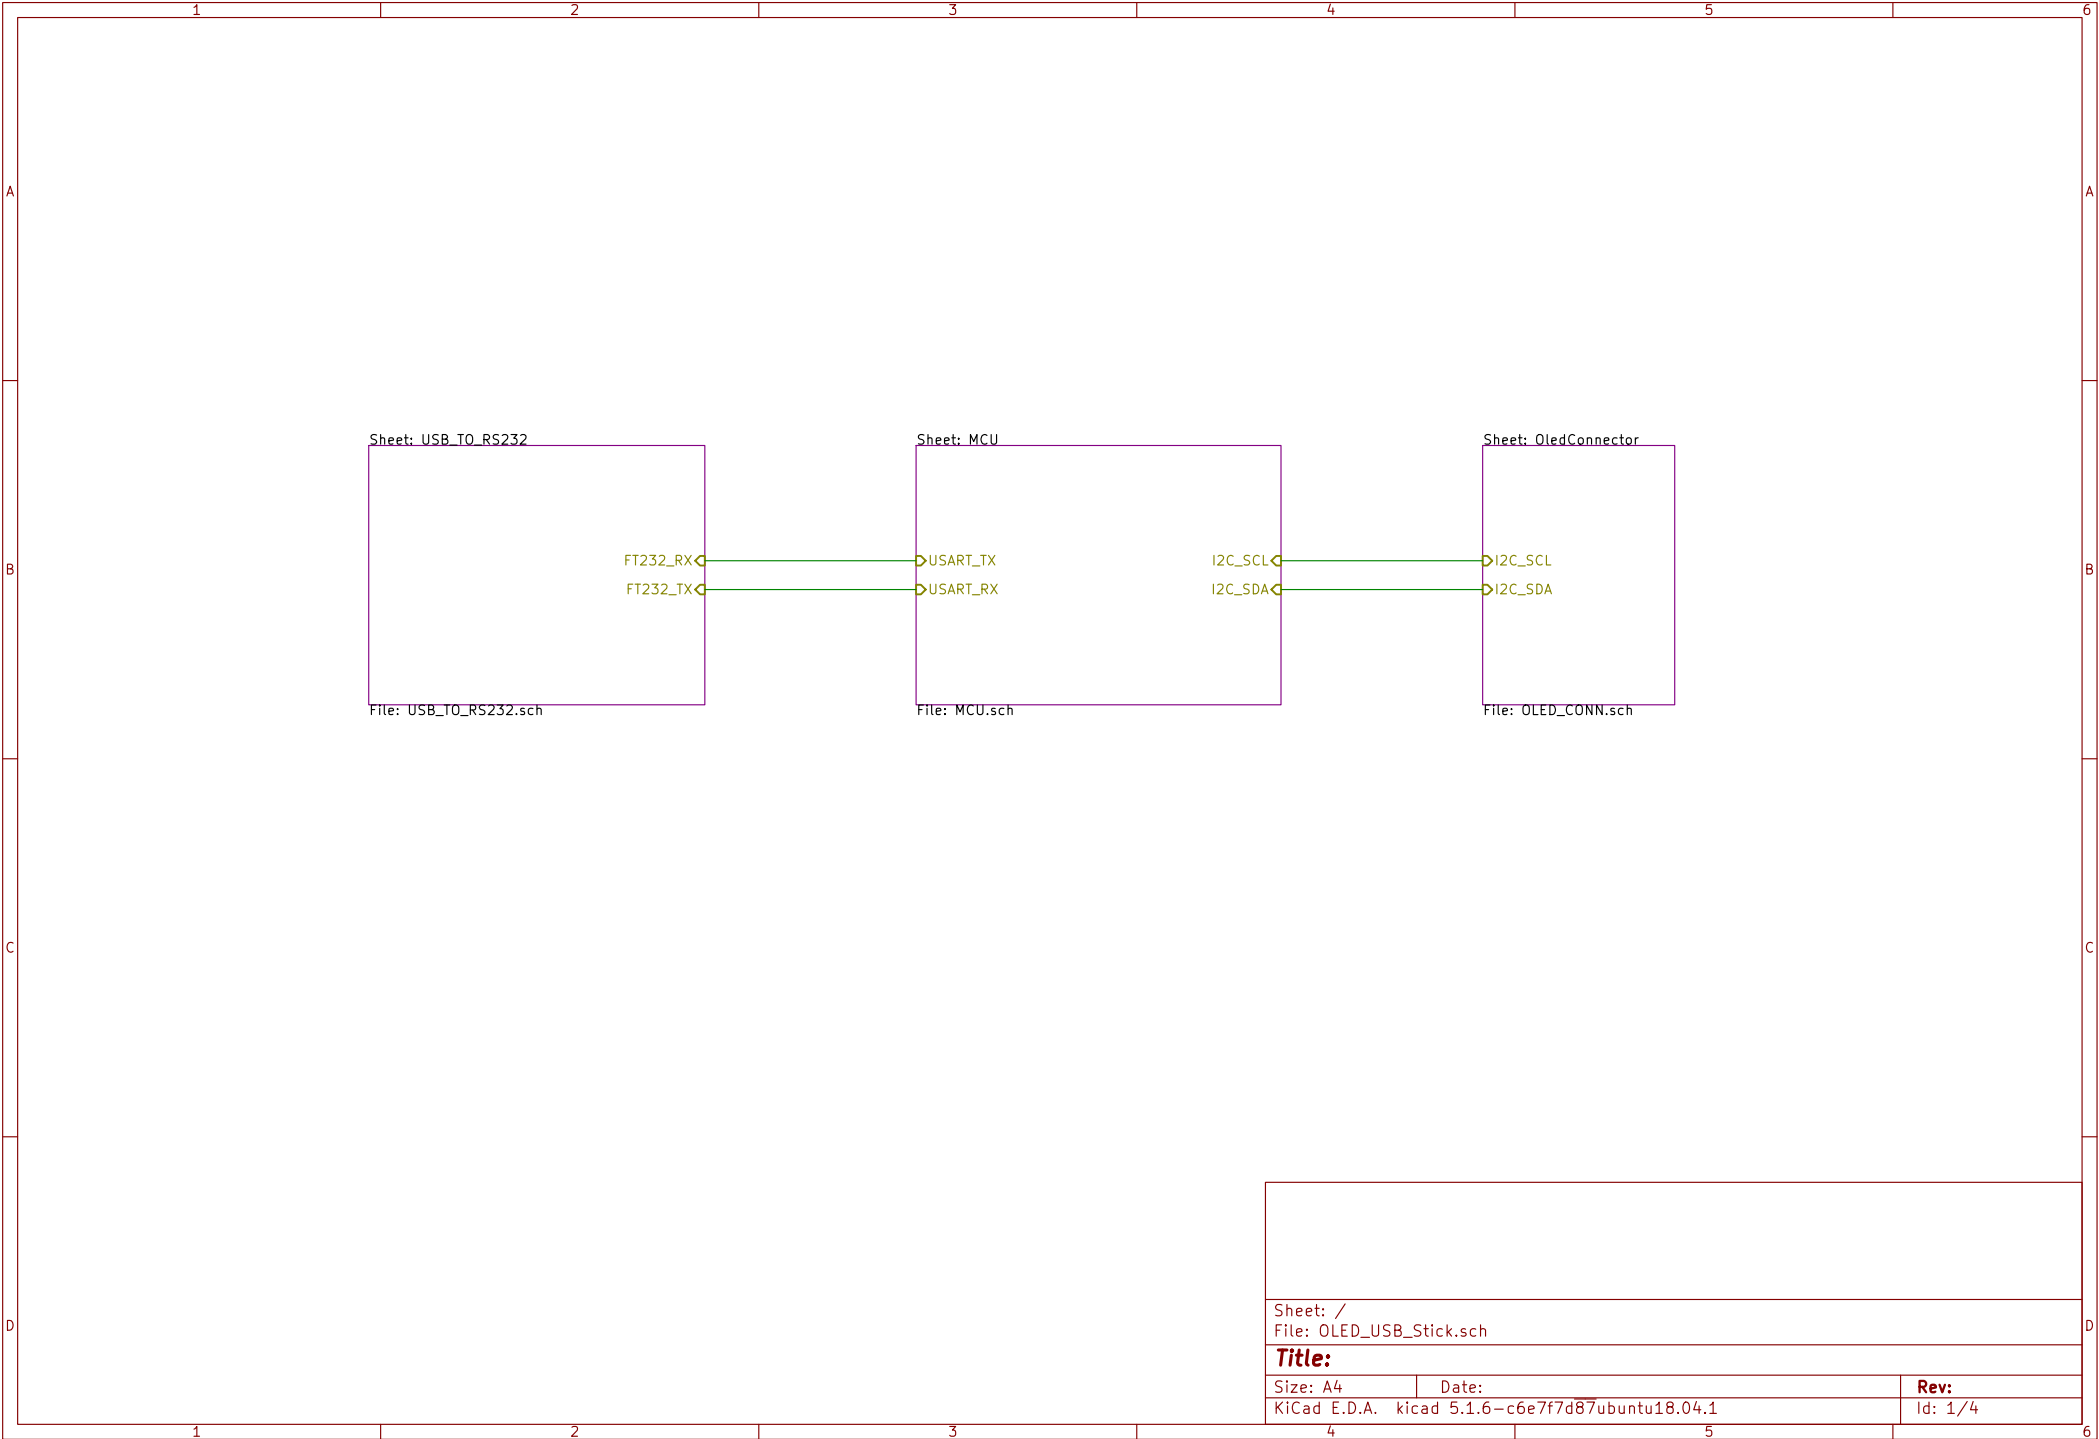 1 2 3 4 5 6
A A
Sheet: USB_TO_RS232 Sheet: MCU Sheet: OledConnector
FT232_RX USART_TX I2C_SCL I2C_SCL
B B
FT232_TX USART_RX I2C_SDA I2C_SDA
File: USB_TO_RS232.sch File: MCU.sch File: OLED_CONN.sch
C C
Sheet: /
D D
File: OLED_USB_Stick.sch
Title:
Size: A4 Date: Rev:
KiCad E.D.A. kicad 5.1.6-c6e7f7d87ubuntu18.04.1 Id: 1/4
1 2 3 4 5 6